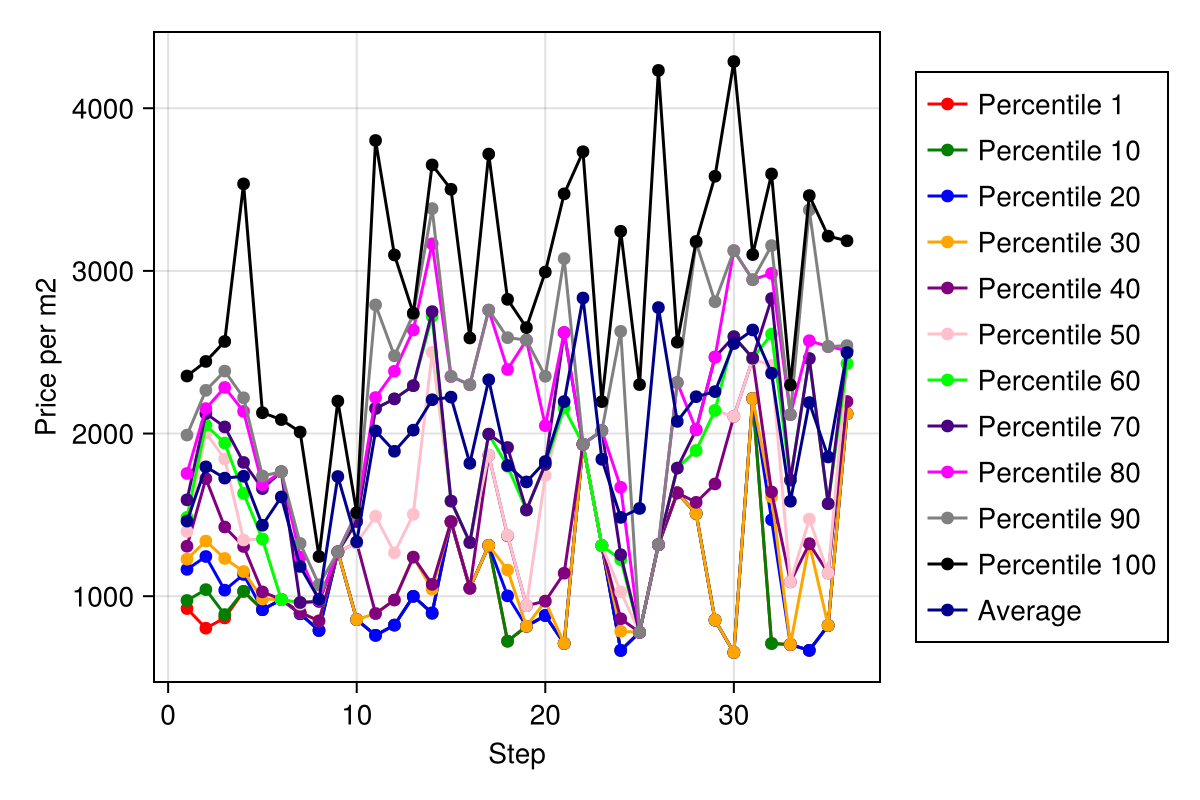 4000
3000
2000
1000
Price per m2
0 10 20 30
Step
Percentile 1
Percentile 10
Percentile 20
Percentile 30
Percentile 40
Percentile 50
Percentile 60
Percentile 70
Percentile 80
Percentile 90
Percentile 100
Average